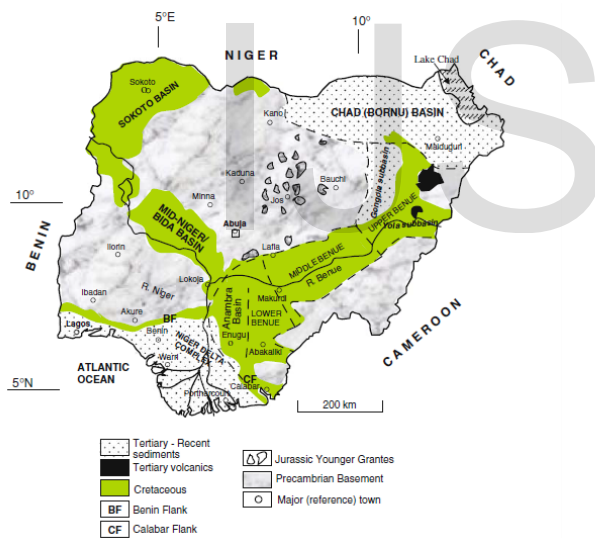 IJS
5°E
10°
NIGER
CHAD
Lake Chad
Sokoto
SOKOTO BASIN
CHAD (BORNU) BASIN
Kano
Maiduguri
Gongola subbasin
Kaduna
Bauchi
Jos
10°
Minna
MID-NIGER/
BIDA BASIN
UPPER BENUE
Yola subbasin
Abuja
BENIN
Ilorin
Lafia
MIDDLE BENUE
R. Benue
Lokoja
R. Niger
Makurdi
Ibadan
Anambra
Basin
LOWER
BENUE
CAMEROON
Akure
BF
Lagos
Benin
Enugu
NIGER DELTA
COMPLEX
Abakaliki
Warri
ATLANTIC
OCEAN
5°N
CF
Calabar
Portharcourt
200 km
Tertiary - Recent
sediments
Tertiary volcanics
Cretaceous
BF Benin Flank
CF Calabar Flank
Jurassic Younger Grantes
Precambrian Basement
Major (reference) town